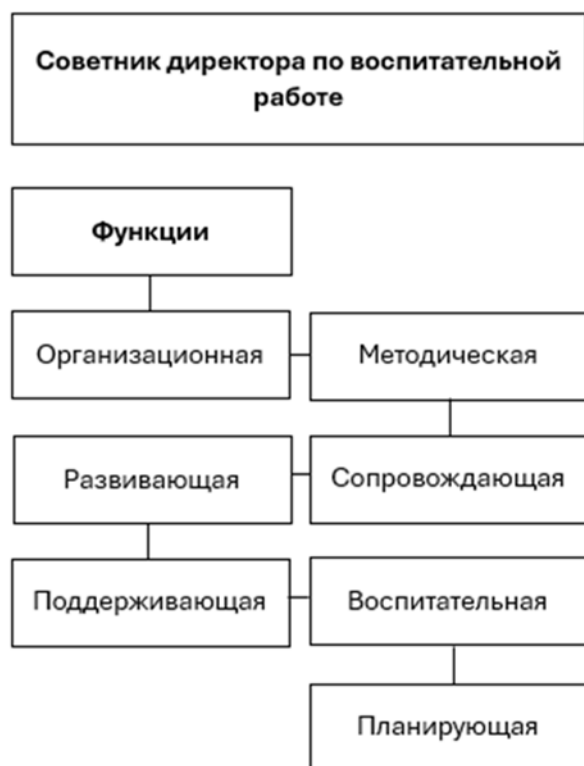 Советник директора по воспитательной
работе
Функции
Организационная
Методическая
Развивающая
Сопровождающая
Поддерживающая
Воспитательная
Планирующая